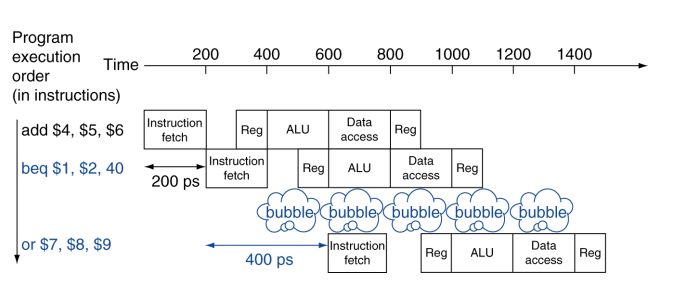 Program
execution
order
(in instructions)
Time
200 400 600 800 1000 1200 1400
add $4, $5, $6
Instruction
fetch
Reg
ALU
Data
access
Reg
beq $1, $2, 40
200 ps
Instruction
fetch
Reg
ALU
Data
access
Reg
bubble bubble bubble bubble bubble
or $7, $8, $9
400 ps
Instruction
fetch
Reg
ALU
Data
access
Reg